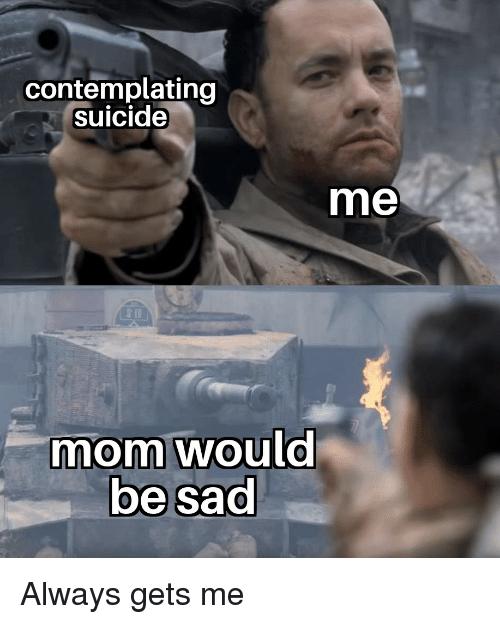 contemplating
suicide
me
mom would
be sad
Always gets me